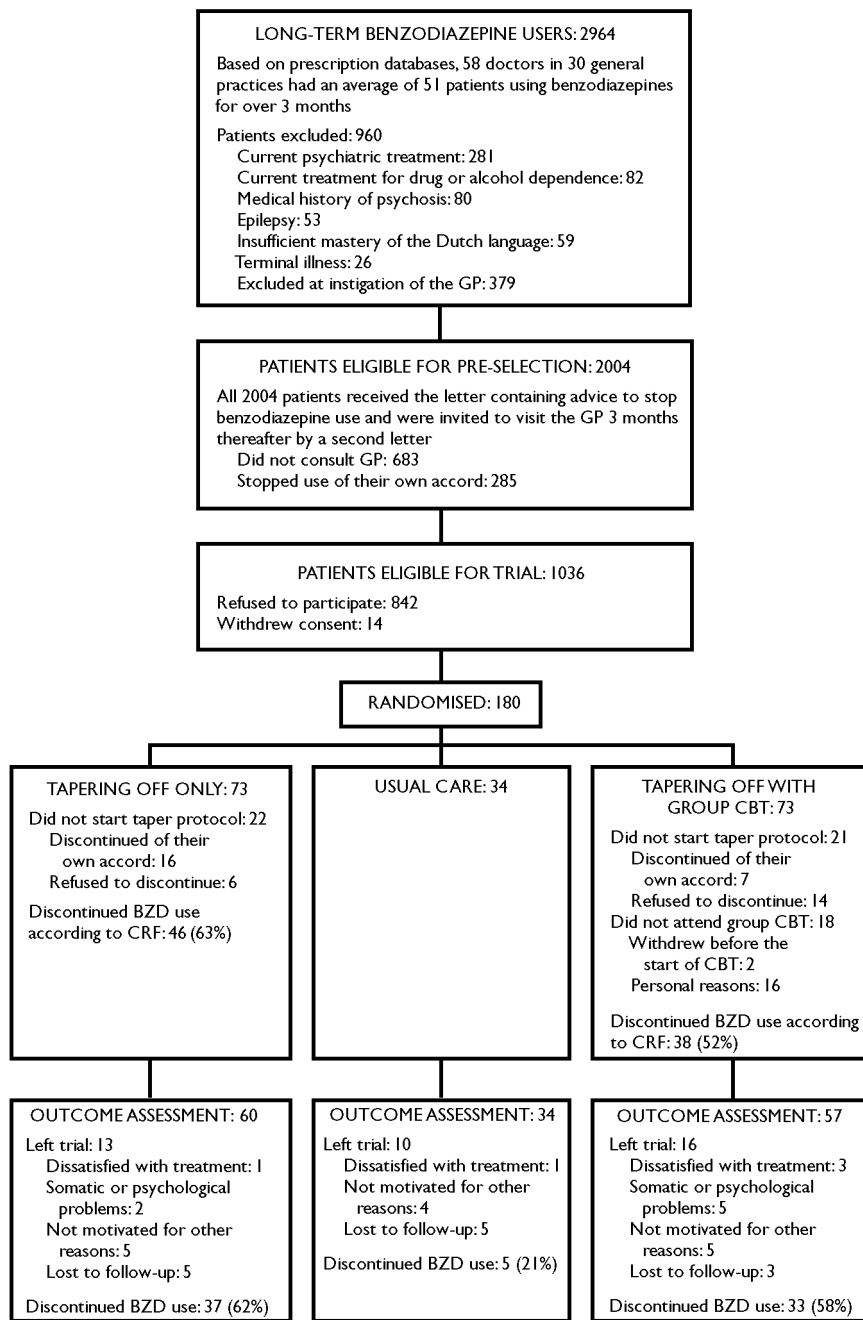 LONG-TERM BENZODIAZEPINE USERS: 2964
Based on prescription databases, 58 doctors in 30 general
practices had an average of 51 patients using benzodiazepines
for over 3 months
Patients excluded: 960
Current psychiatric treatment: 281
Current treatment for drug or alcohol dependence: 82
Medical history of psychosis: 80
Epilepsy: 53
Insufficient mastery of the Dutch language: 59
Terminal illness: 26
Excluded at instigation of the GP: 379
PATIENTS ELIGIBLE FOR PRE-SELECTION: 2004
All 2004 patients received the letter containing advice to stop
benzodiazepine use and were invited to visit the GP 3 months
thereafter by a second letter
Did not consult GP: 683
Stopped use of their own accord: 285
PATIENTS ELIGIBLE FOR TRIAL: 1036
Refused to participate: 842
Withdrew consent: 14
RANDOMISED: 180
TAPERING OFF ONLY: 73
Did not start taper protocol: 22
Discontinued of their
own accord: 16
Refused to discontinue: 6
Discontinued BZD use
according to CRF: 46 (63%)
USUAL CARE: 34
TAPERING OFF WITH
GROUP CBT: 73
Did not start taper protocol: 21
Discontinued of their
own accord: 7
Refused to discontinue: 14
Did not attend group CBT: 18
Withdrew before the
start of CBT: 2
Personal reasons: 16
Discontinued BZD use according
to CRF: 38 (52%)
OUTCOME ASSESSMENT: 60
Left trial: 13
Dissatisfied with treatment: 1
Somatic or psychological
problems: 2
Not motivated for other
reasons: 5
Lost to follow-up: 5
Discontinued BZD use: 37 (62%)
OUTCOME ASSESSMENT: 34
Left trial: 10
Dissatisfied with treatment: 1
Not motivated for other
reasons: 4
Lost to follow-up: 5
Discontinued BZD use: 5 (21%)
OUTCOME ASSESSMENT: 57
Left trial: 16
Dissatisfied with treatment: 3
Somatic or psychological
problems: 5
Not motivated for other
reasons: 5
Lost to follow-up: 3
Discontinued BZD use: 33 (58%)